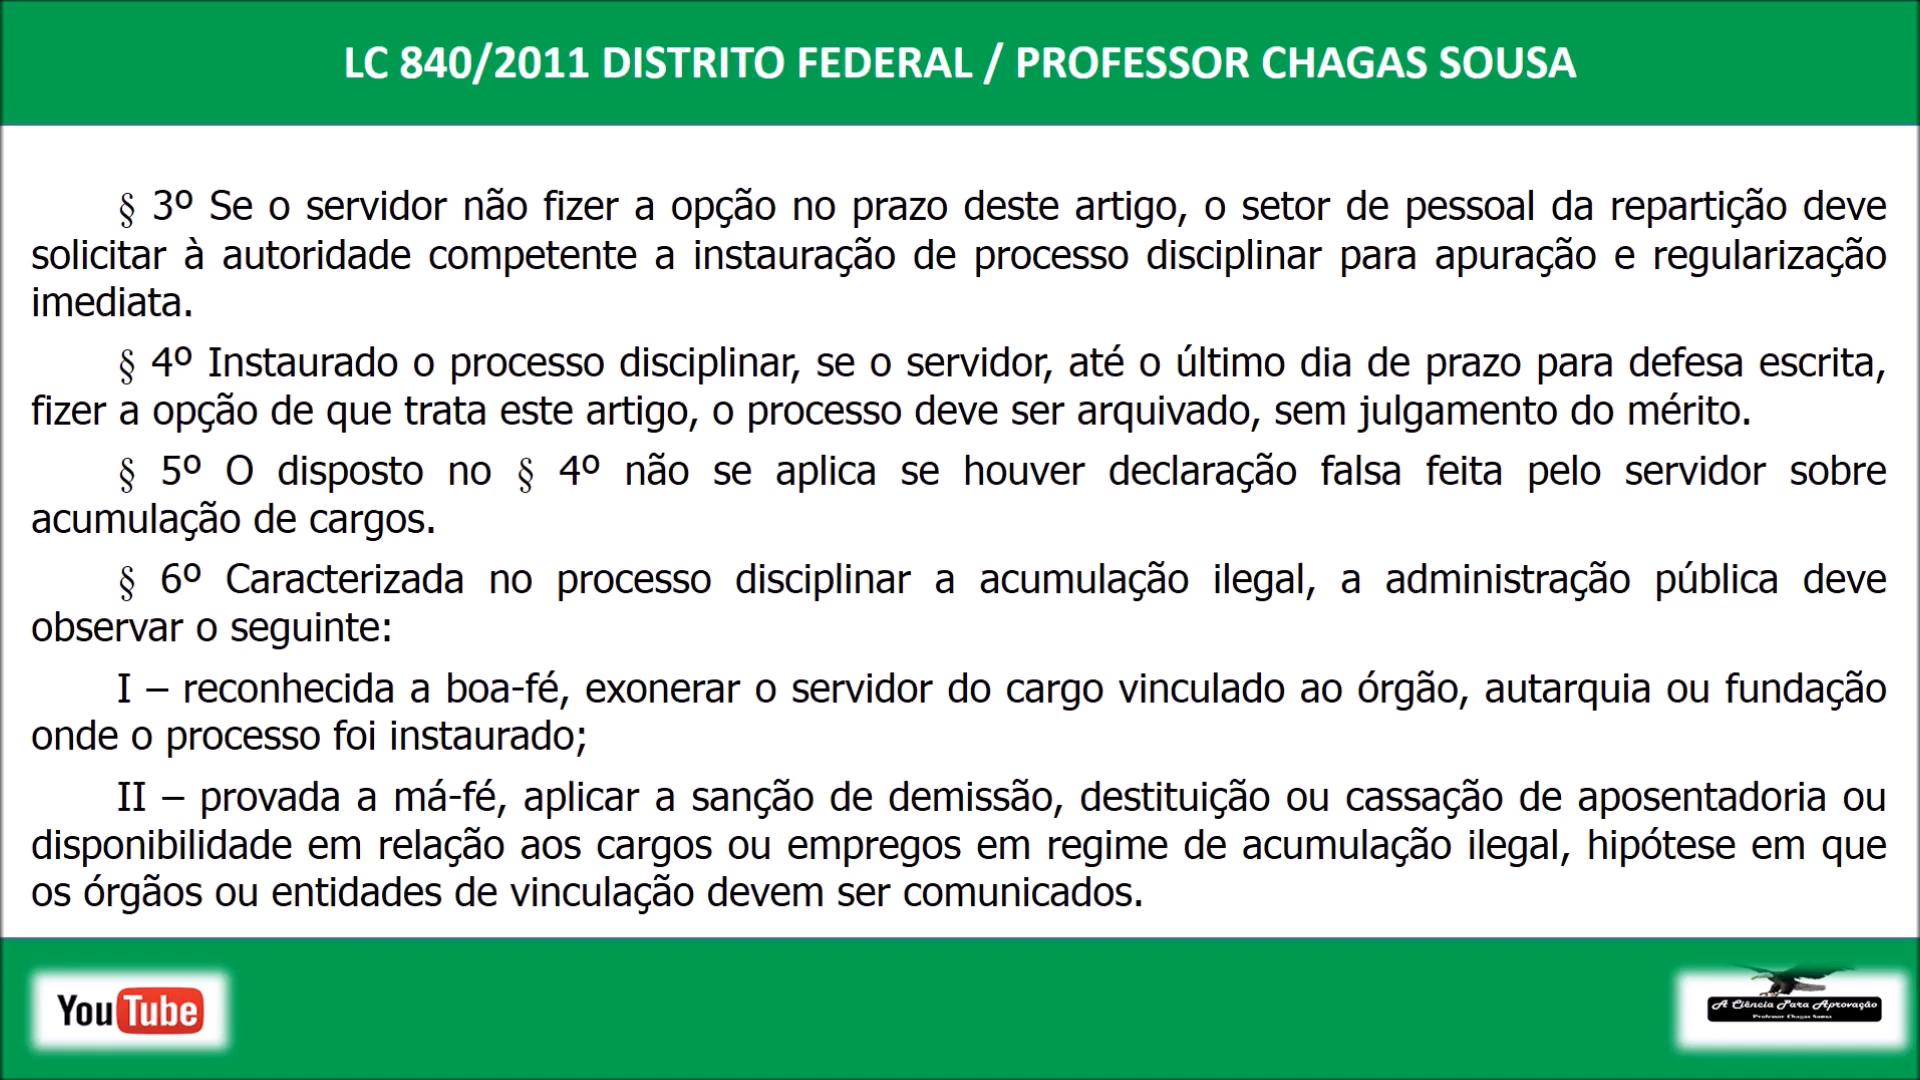 LC 840/2011 DISTRITO FEDERAL / PROFESSOR CHAGAS SOUSA
§ 3º Se o servidor não fizer a opção no prazo deste artigo, o setor de pessoal da repartição deve
solicitar à autoridade competente a instauração de processo disciplinar para apuração e regularização
imediata.
§ 4º Instaurado o processo disciplinar, se o servidor, até o último dia de prazo para defesa escrita,
fizer a opção de que trata este artigo, o processo deve ser arquivado, sem julgamento do mérito.
§ 5º O disposto no § 4º não se aplica se houver declaração falsa feita pelo servidor sobre
acumulação de cargos.
§ 6º Caracterizada no processo disciplinar a acumulação ilegal, a administração pública deve
observar o seguinte:
I – reconhecida a boa-fé, exonerar o servidor do cargo vinculado ao órgão, autarquia ou fundação
onde o processo foi instaurado;
II – provada a má-fé, aplicar a sanção de demissão, destituição ou cassação de aposentadoria ou
disponibilidade em relação aos cargos ou empregos em regime de acumulação ilegal, hipótese em que
os órgãos ou entidades de vinculação devem ser comunicados.
YouTube
A Ciência Para Aprovação
Professor Chagas Sousa